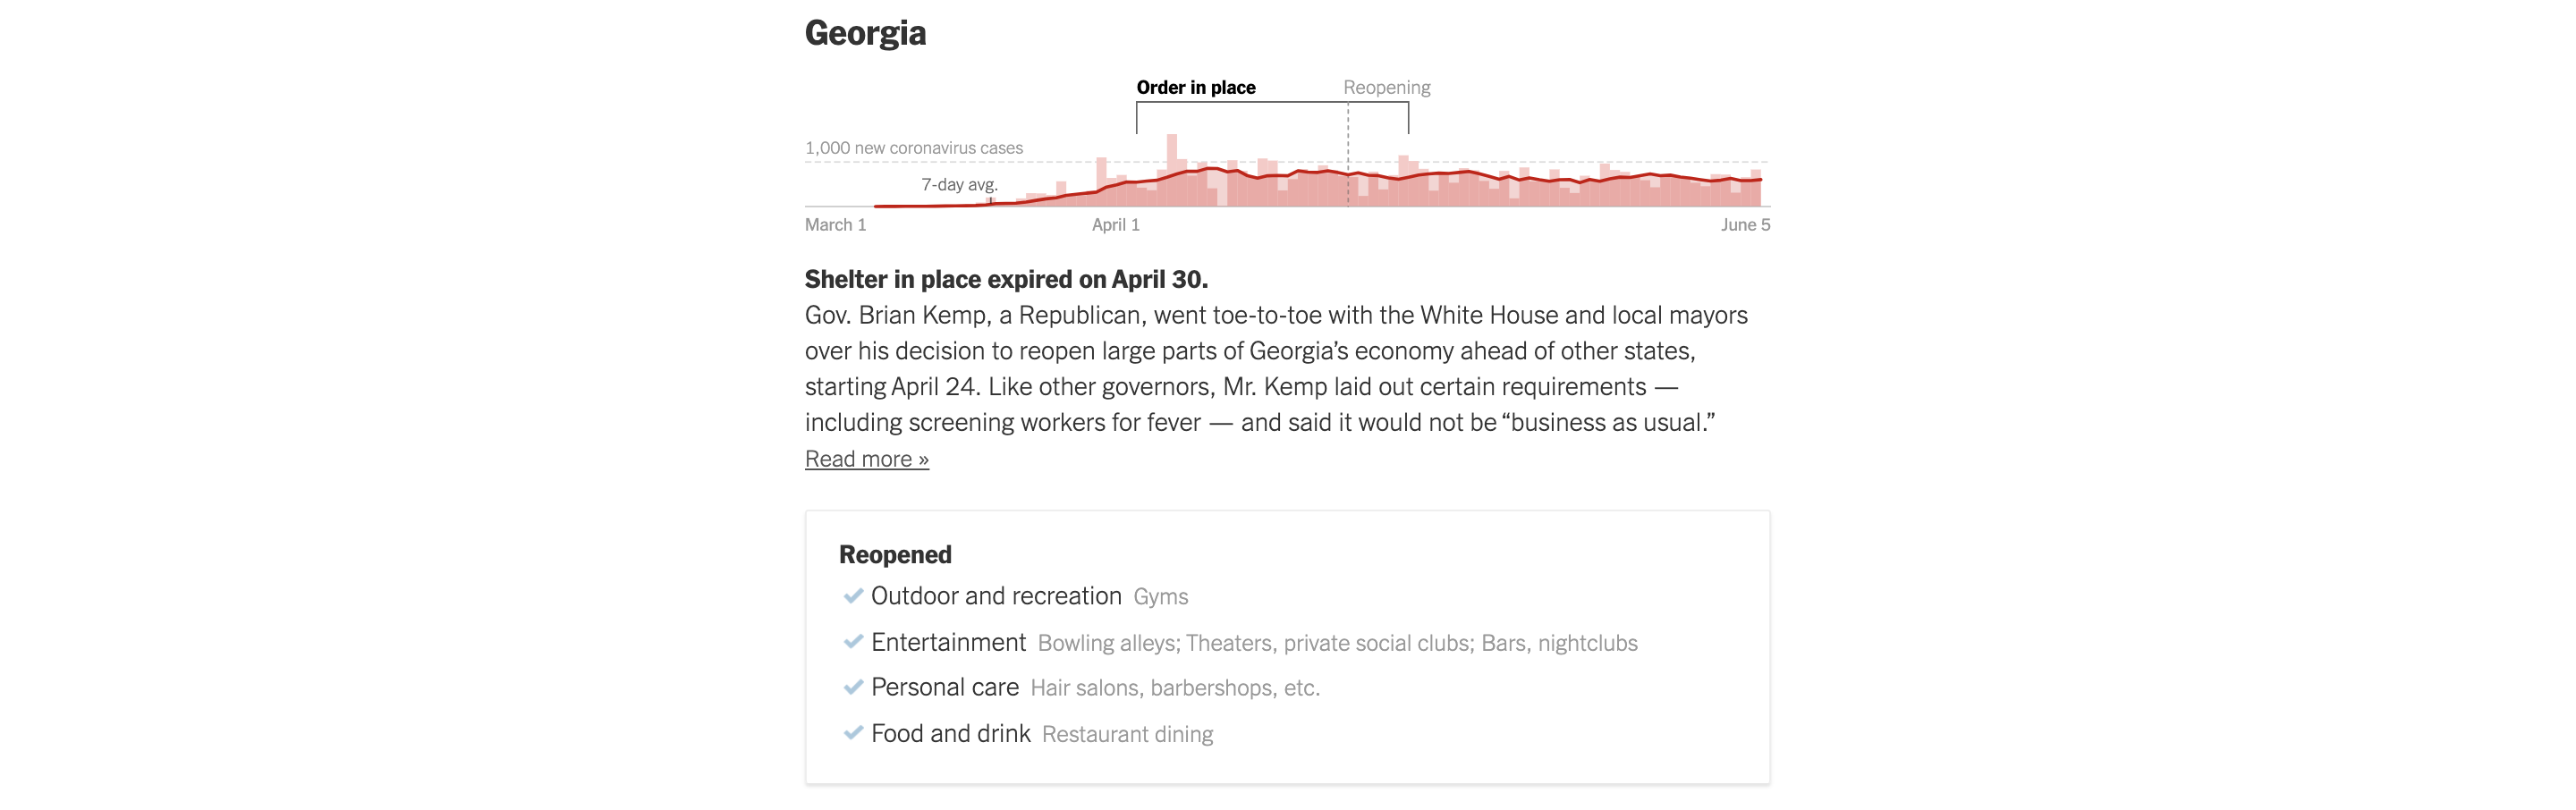 Georgia
Order in place
Reopening
1,000 new coronavirus cases
7-day avg.
March 1
April 1
June 5
Shelter in place expired on April 30.
Gov. Brian Kemp, a Republican, went toe-to-toe with the White House and local mayors
over his decision to reopen large parts of Georgia’s economy ahead of other states,
starting April 24. Like other governors, Mr. Kemp laid out certain requirements —
including screening workers for fever — and said it would not be “business as usual.”
Read more »
Reopened
Outdoor and recreation Gyms
Entertainment Bowling alleys; Theaters, private social clubs; Bars, nightclubs
Personal care Hair salons, barbershops, etc.
Food and drink Restaurant dining